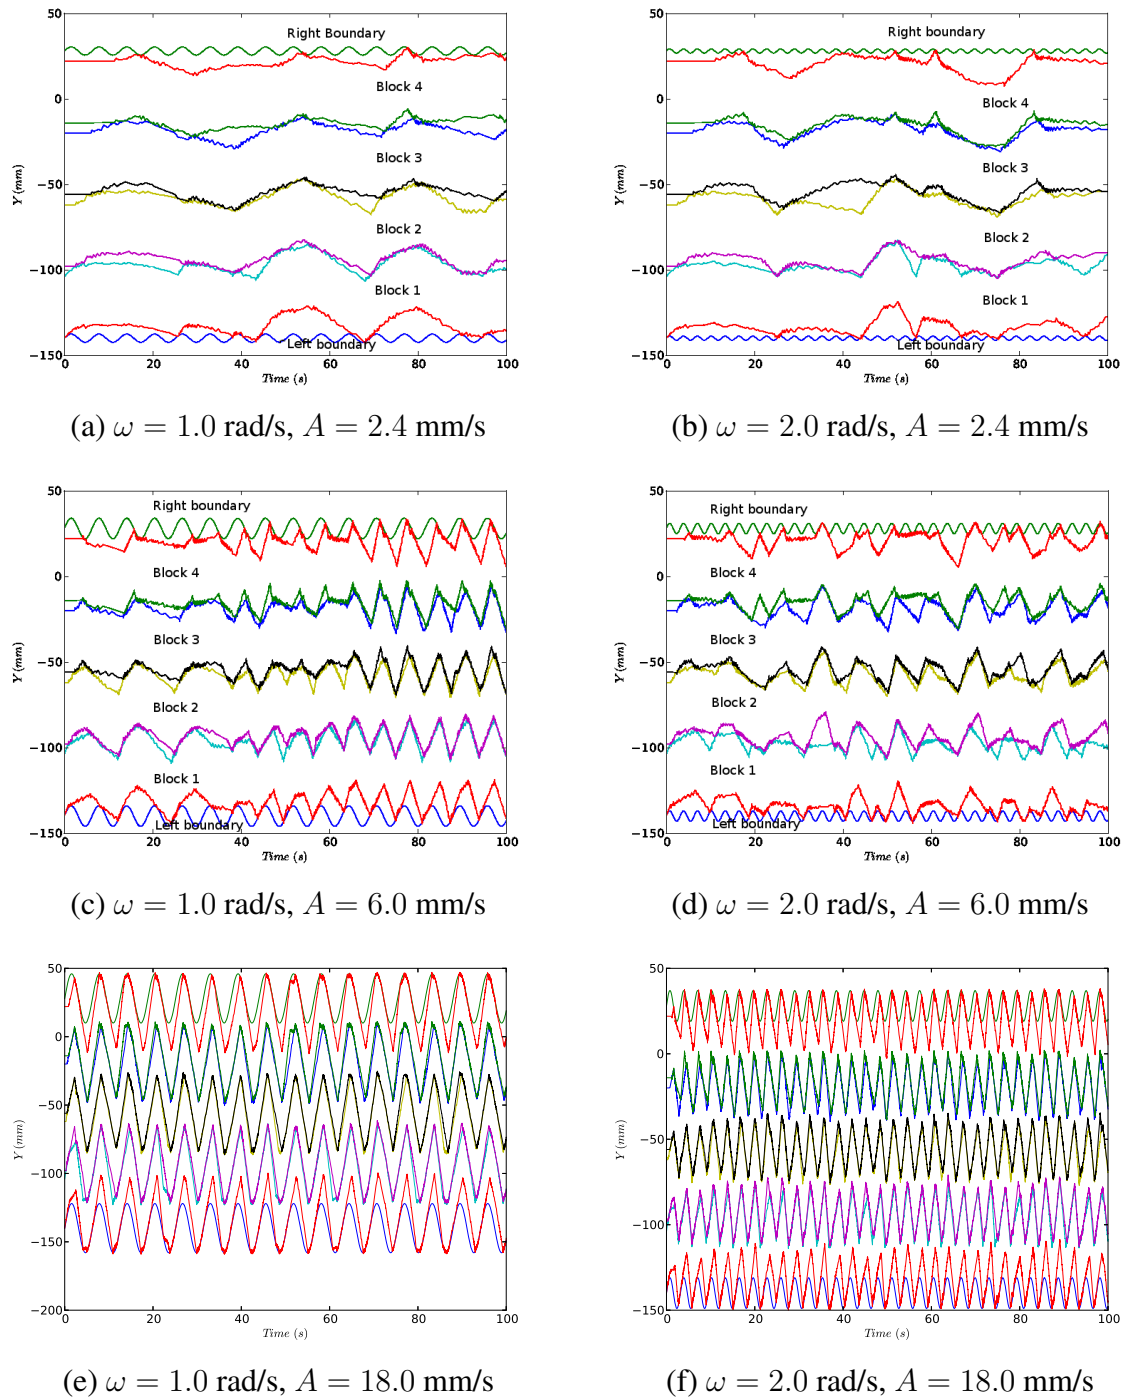 50
0
−50
−100
−150
Y (mm)
Right Boundary
Block 4
Block 3
Block 2
Block 1
Left boundary
0 20 40 60 80 100
Time (s)
(a) ω = 1.0 rad/s, A = 2.4 mm/s
50
0
−50
−100
−150
Y (mm)
Right boundary
Block 4
Block 3
Block 2
Block 1
Left boundary
0 20 40 60 80 100
Time (s)
(b) ω = 2.0 rad/s, A = 2.4 mm/s
50
0
−50
−100
−150
Y (mm)
Right boundary
Block 4
Block 3
Block 2
Block 1
Left boundary
0 20 40 60 80 100
Time (s)
(c) ω = 1.0 rad/s, A = 6.0 mm/s
50
0
−50
−100
−150
Y (mm)
Right boundary
Block 4
Block 3
Block 2
Block 1
Left boundary
0 20 40 60 80 100
Time (s)
(d) ω = 2.0 rad/s, A = 6.0 mm/s
50
0
−50
−100
−150
−200
Y (mm)
0 20 40 60 80 100
Time (s)
(e) ω = 1.0 rad/s, A = 18.0 mm/s
50
0
−50
−100
−150
Y (mm)
0 20 40 60 80 100
Time (s)
(f) ω = 2.0 rad/s, A = 18.0 mm/s